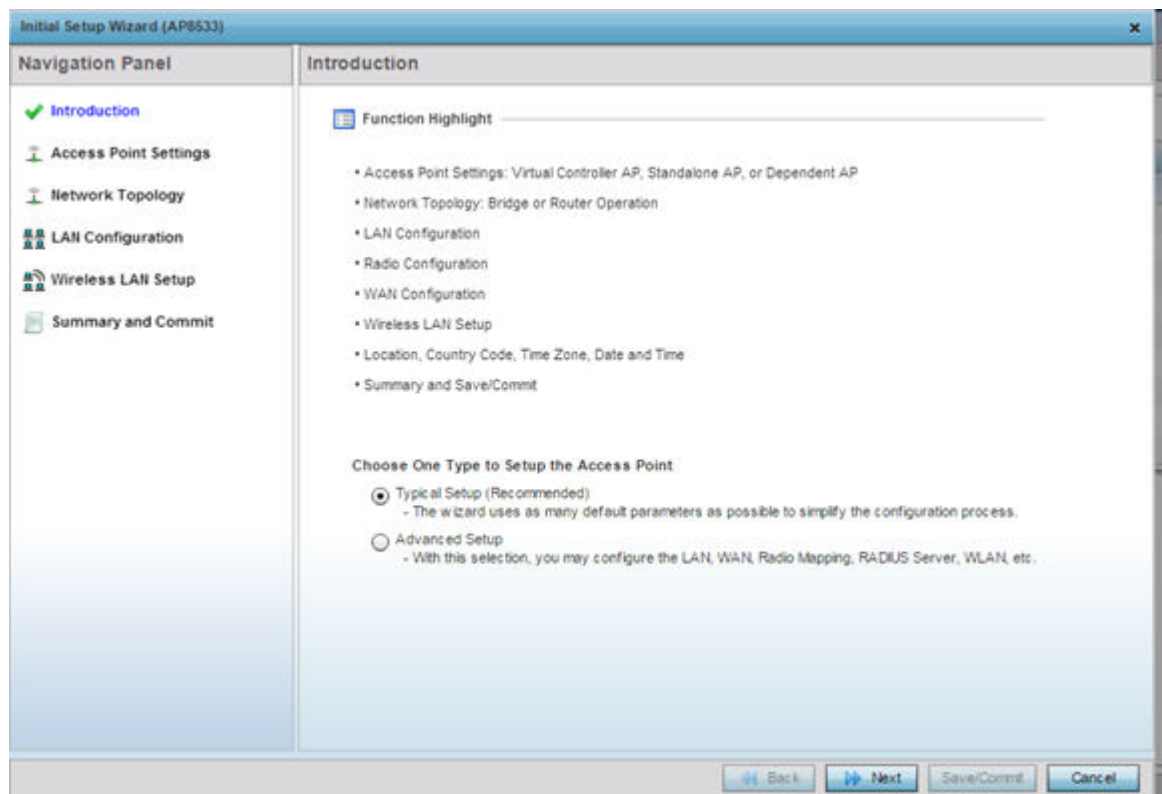 Initial Setup Wizard (AP8533)
Navigation Panel
Introduction
Access Point Settings
Network Topology
LAN Configuration
Wireless LAN Setup
Summary and Commit
Introduction
Function Highlight
• Access Point Settings: Virtual Controller AP, Standalone AP, or Dependent AP
• Network Topology: Bridge or Router Operation
• LAN Configuration
• Radio Configuration
• WAN Configuration
• Wireless LAN Setup
• Location, Country Code, Time Zone, Date and Time
• Summary and Save/Commit
Choose One Type to Setup the Access Point
Typical Setup (Recommended)
- The wizard uses as many default parameters as possible to simplify the configuration process.
Advanced Setup
- With this selection, you may configure the LAN, WAN, Radio Mapping, RADIUS Server, WLAN, etc.
Back
Next
Save/Commit
Cancel